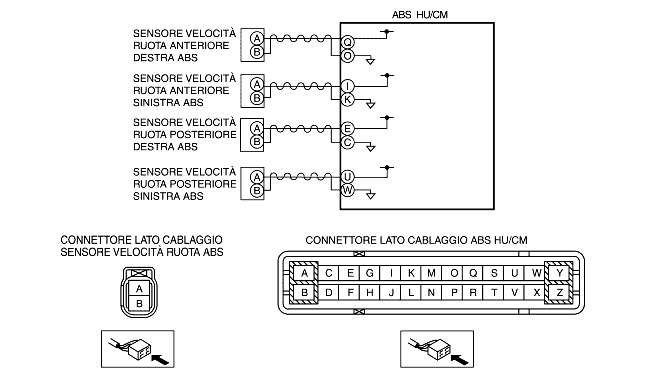 ABS HU/CM
SENSORE VELOCITÀ
RUOTA ANTERIORE
DESTRA ABS
A
B
Q
O
SENSORE VELOCITÀ
RUOTA ANTERIORE
SINISTRA ABS
A
B
I
K
SENSORE VELOCITÀ
RUOTA POSTERIORE
DESTRA ABS
A
B
E
C
SENSORE VELOCITÀ
RUOTA POSTERIORE
SINISTRA ABS
A
B
U
W
CONNETTORE LATO CABLAGGIO
SENSORE VELOCITÀ RUOTA ABS
A
B
CONNETTORE LATO CABLAGGIO ABS HU/CM
A C E G I K M O Q S U W Y
B D F H J L N P R T V X Z